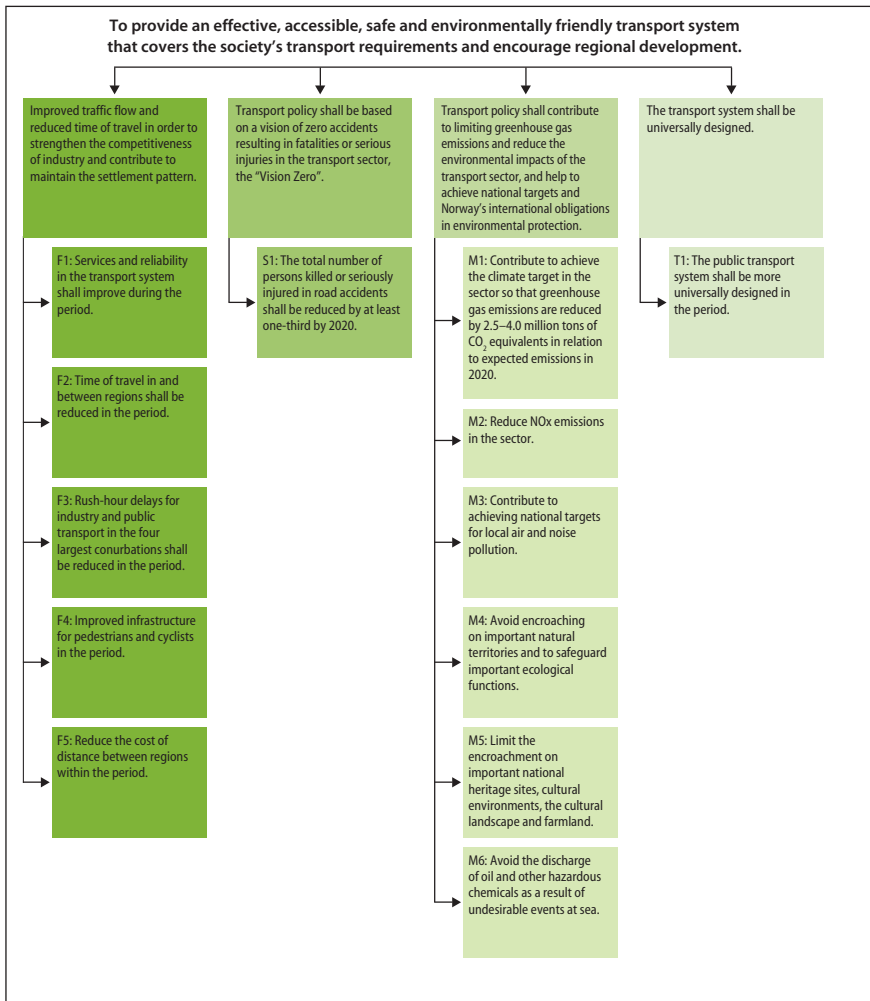 To provide an effective, accessible, safe and environmentally friendly transport system
that covers the society's transport requirements and encourage regional development.
Improved traffic flow and
reduced time of travel in order to
strengthen the competitiveness
of industry and contribute to
maintain the settlement pattern.
F1: Services and reliability
in the transport system
shall improve during the
period.
F2: Time of travel in and
between regions shall be
reduced in the period.
F3: Rush-hour delays for
industry and public
transport in the four
largest conurbations shall
be reduced in the period.
F4: Improved infrastructure
for pedestrians and cyclists
in the period.
F5: Reduce the cost of
distance between regions
within the period.
Transport policy shall be based
on a vision of zero accidents
resulting in fatalities or serious
injuries in the transport sector,
the “Vision Zero”.
S1: The total number of
persons killed or seriously
injured in road accidents
shall be reduced by at least
one-third by 2020.
Transport policy shall contribute
to limiting greenhouse gas
emissions and reduce the
environmental impacts of the
transport sector, and help to
achieve national targets and
Norway's international obligations
in environmental protection.
M1: Contribute to achieve
the climate target in the
sector so that greenhouse
gas emissions are reduced
by 2.5–4.0 million tons of
CO₂ equivalents in relation
to expected emissions in
2020.
M2: Reduce NOx emissions
in the sector.
M3: Contribute to
achieving national targets
for local air and noise
pollution.
M4: Avoid encroaching
on important natural
territories and to safeguard
important ecological
functions.
M5: Limit the
encroachment on
important national
heritage sites, cultural
environments, the cultural
landscape and farmland.
M6: Avoid the discharge
of oil and other hazardous
chemicals as a result of
undesirable events at sea.
The transport system shall be
universally designed.
T1: The public transport
system shall be more
universally designed in
the period.